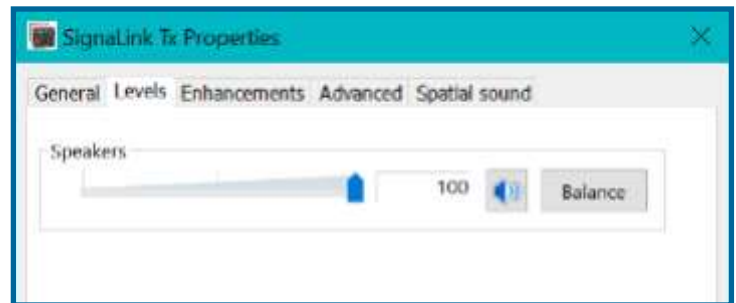 SignaLink Tx Properties
General Levels Enhancements Advanced Spatial sound
Speakers
100 Balance